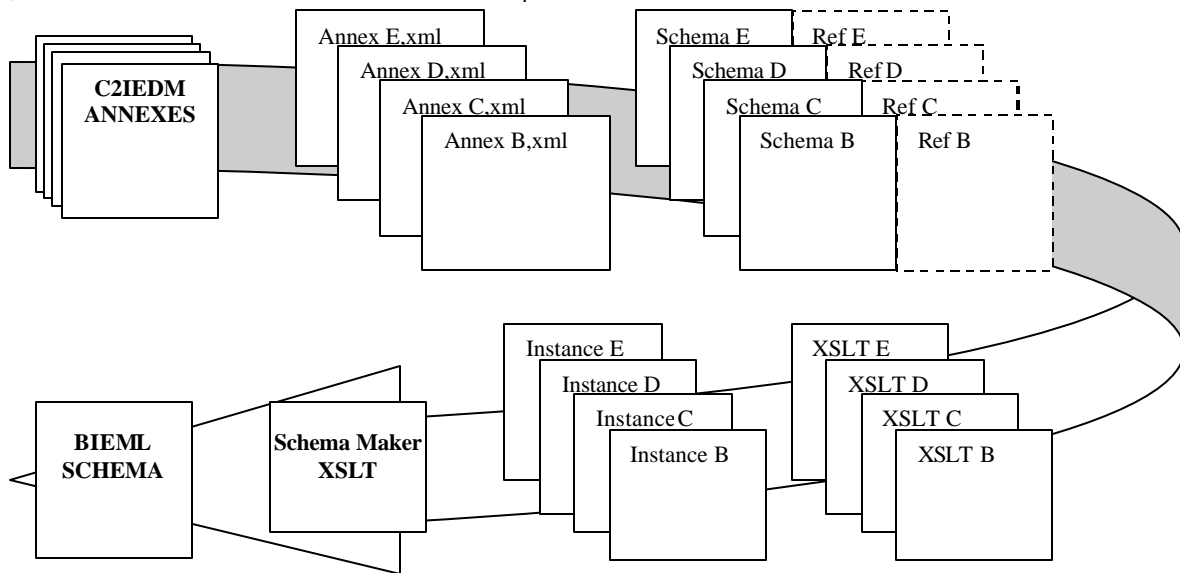 C2IEDM
ANNEXES
Annex E,xml
Annex D,xml
Annex C,xml
Annex B,xml
Schema E
Schema D
Schema C
Schema B
Ref E
Ref D
Ref C
Ref B
XSLT E
XSLT D
XSLT C
XSLT B
Instance E
Instance D
Instance C
Instance B
Schema Maker
XSLT
BIEML
SCHEMA